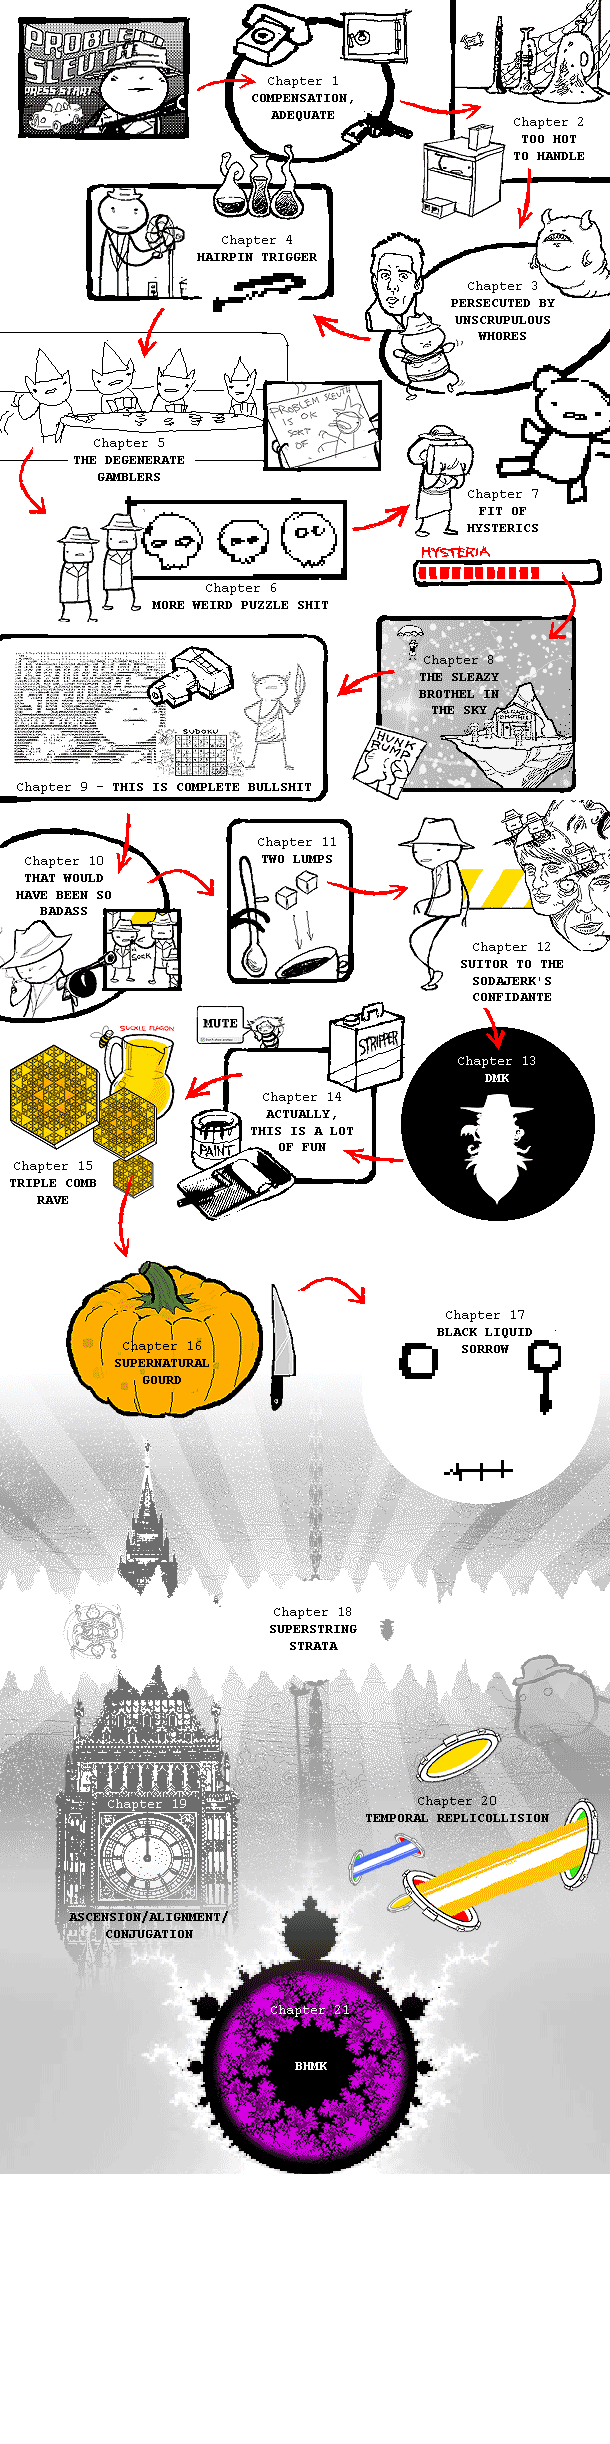 PROBLEM
SLEUTH
PRESS START
Chapter 1
COMPENSATION,
ADEQUATE
Chapter 2
TOO HOT
TO HANDLE
Chapter 3
PERSECUTED BY
UNSCRUPULOUS
WHORES
Chapter 4
HAIRPIN TRIGGER
Chapter 5
THE DEGENERATE
GAMBLERS
PROBLEM SLEUTH
IS OK
SORT
OF
Chapter 6
MORE WEIRD PUZZLE SHIT
Chapter 7
FIT OF
HYSTERICS
HYSTERIA
Chapter 8
THE SLEAZY
BROTHEL IN
THE SKY
HUNK
RUMP
PROBLEM
SLEUTH
SUDOKU
Chapter 9 - THIS IS COMPLETE BULLSHIT
Chapter 10
THAT WOULD
HAVE BEEN SO
BADASS
SOCK
Chapter 11
TWO LUMPS
Chapter 12
SUITOR TO THE
SODAJERK'S
CONFIDANTE
Chapter 13
DMK
MUTE
STRIPPER
Chapter 14
ACTUALLY,
THIS IS A LOT
OF FUN
PAINT
SUCKLE FLAGON
Chapter 15
TRIPLE COMB
RAVE
Chapter 16
SUPERNATURAL
GOURD
Chapter 17
BLACK LIQUID
SORROW
Chapter 18
SUPERSTRING
STRATA
Chapter 19
ASCENSION/ALIGNMENT/
CONJUGATION
Chapter 20
TEMPORAL REPLICOLLISION
Chapter 21
BHMK